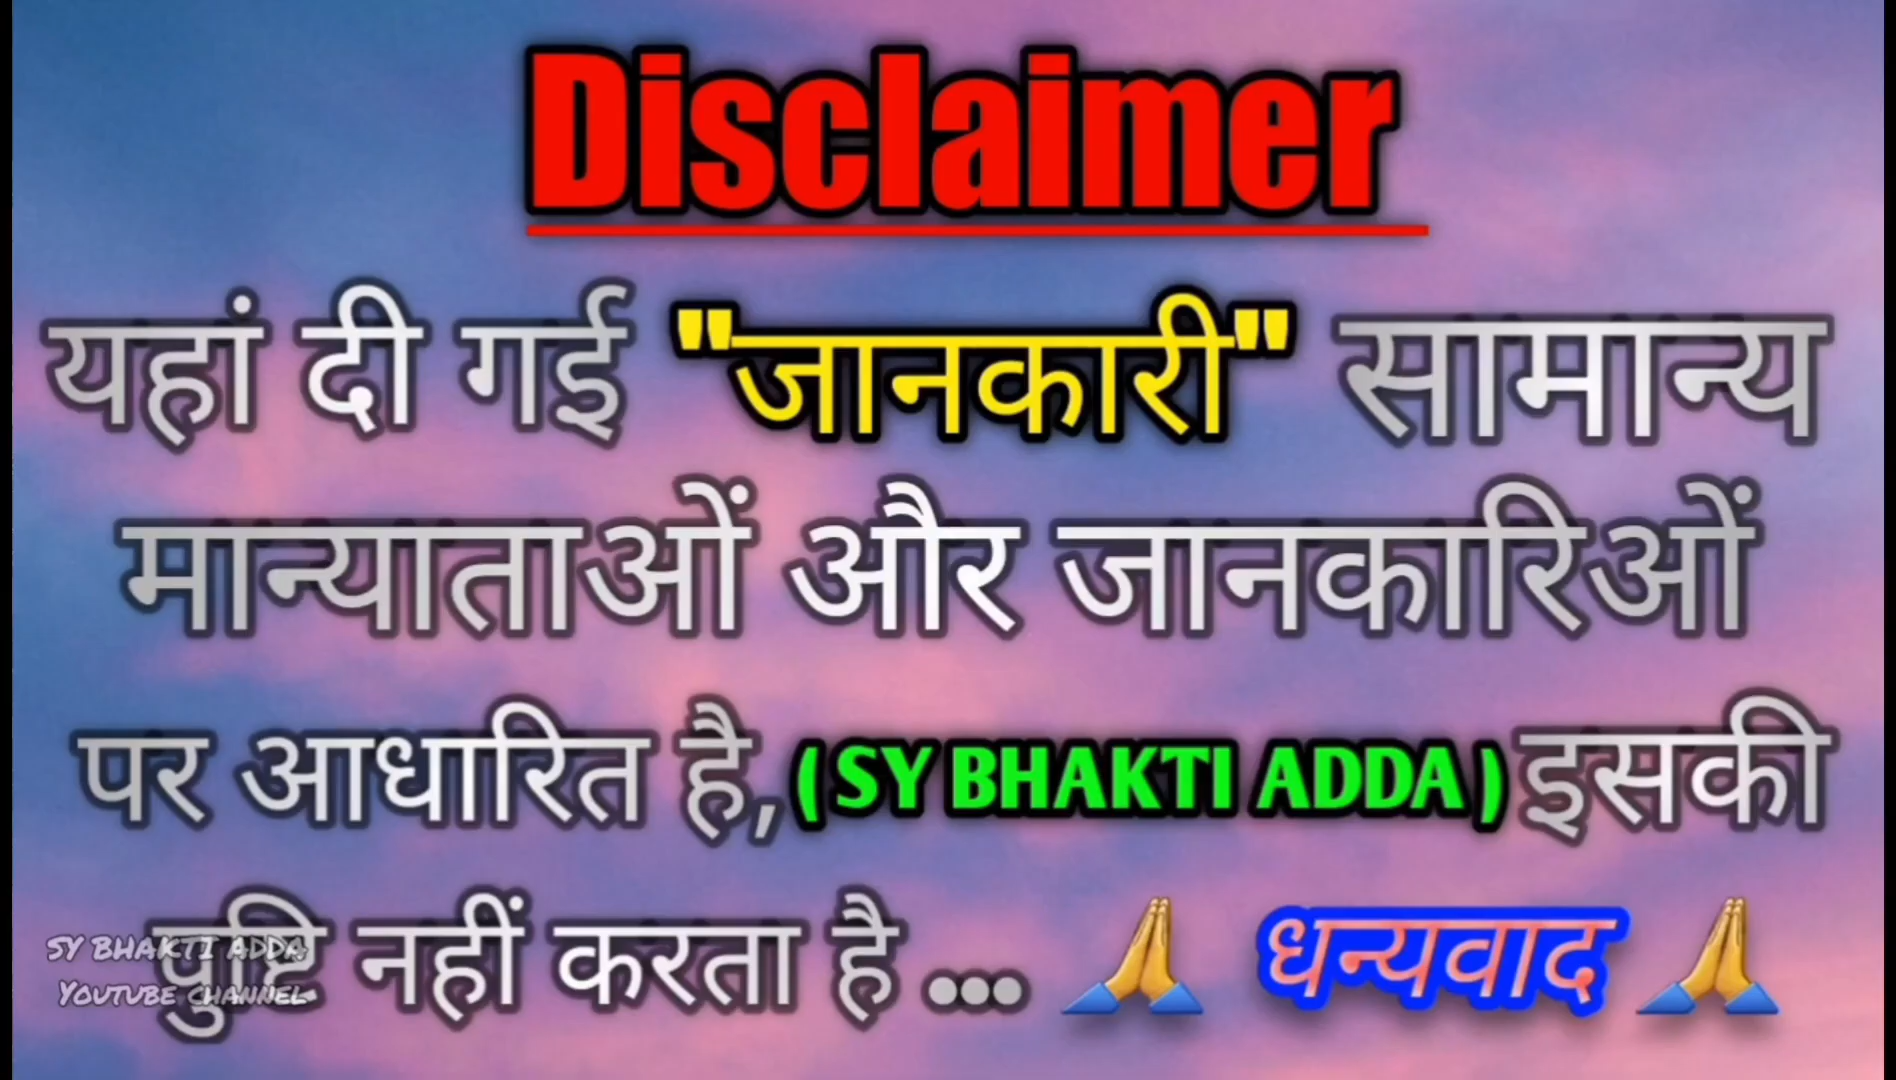 Disclaimer
यहां दी गई "जानकारी" सामान्य
मान्याताओं और जानकारिओं
पर आधारित है, ( SY BHAKTI ADDA ) इसकी
पुष्टि नहीं करता है ... 🙏 धन्यवाद 🙏
SY BHAKTI ADDA
YOUTUBE CHANNEL